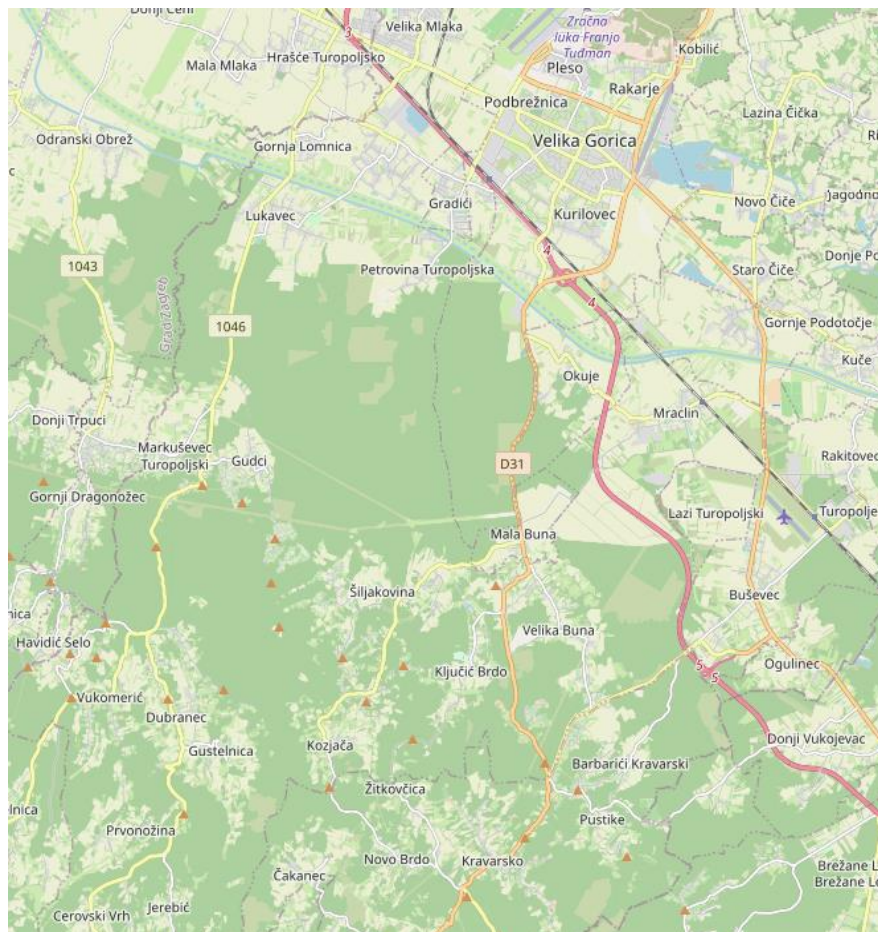 Donji Čehi
Velika Mlaka
Zračna
luka Franjo
Tuđman
3
Kobilić
Hrašće Turopoljsko
Mala Mlaka
Pleso
Rakarje
Podbrežnica
Lazina Čička
Odranski Obrež
Velika Gorica
Gornja Lomnica
Novo Čiče
Gradići
Lukavec
Kurilovec
4
Petrovina Turopoljska
Staro Čiče
1043
4
Grad Zagreb
1046
Gornje Podotočje
Kuče
Okuje
Mraclin
Donji Trpuci
Markuševec
Turopoljski
Gudci
D31
Rakitovec
Gornji Dragonožec
Lazi Turopoljski
Turopolje
Mala Buna
Šiljakovina
Buševec
Velika Buna
Havidić Selo
Ključić Brdo
5
5
Ogulinec
Vukomerić
Dubranec
Gustelnica
Kozjača
Donji Vukojevac
Barbarići Kravarski
Žitkovčica
Pustike
Prvonožina
Novo Brdo
Kravarsko
Čakanec
Brežane L
Brežane Le
Cerovski Vrh
Jerebić